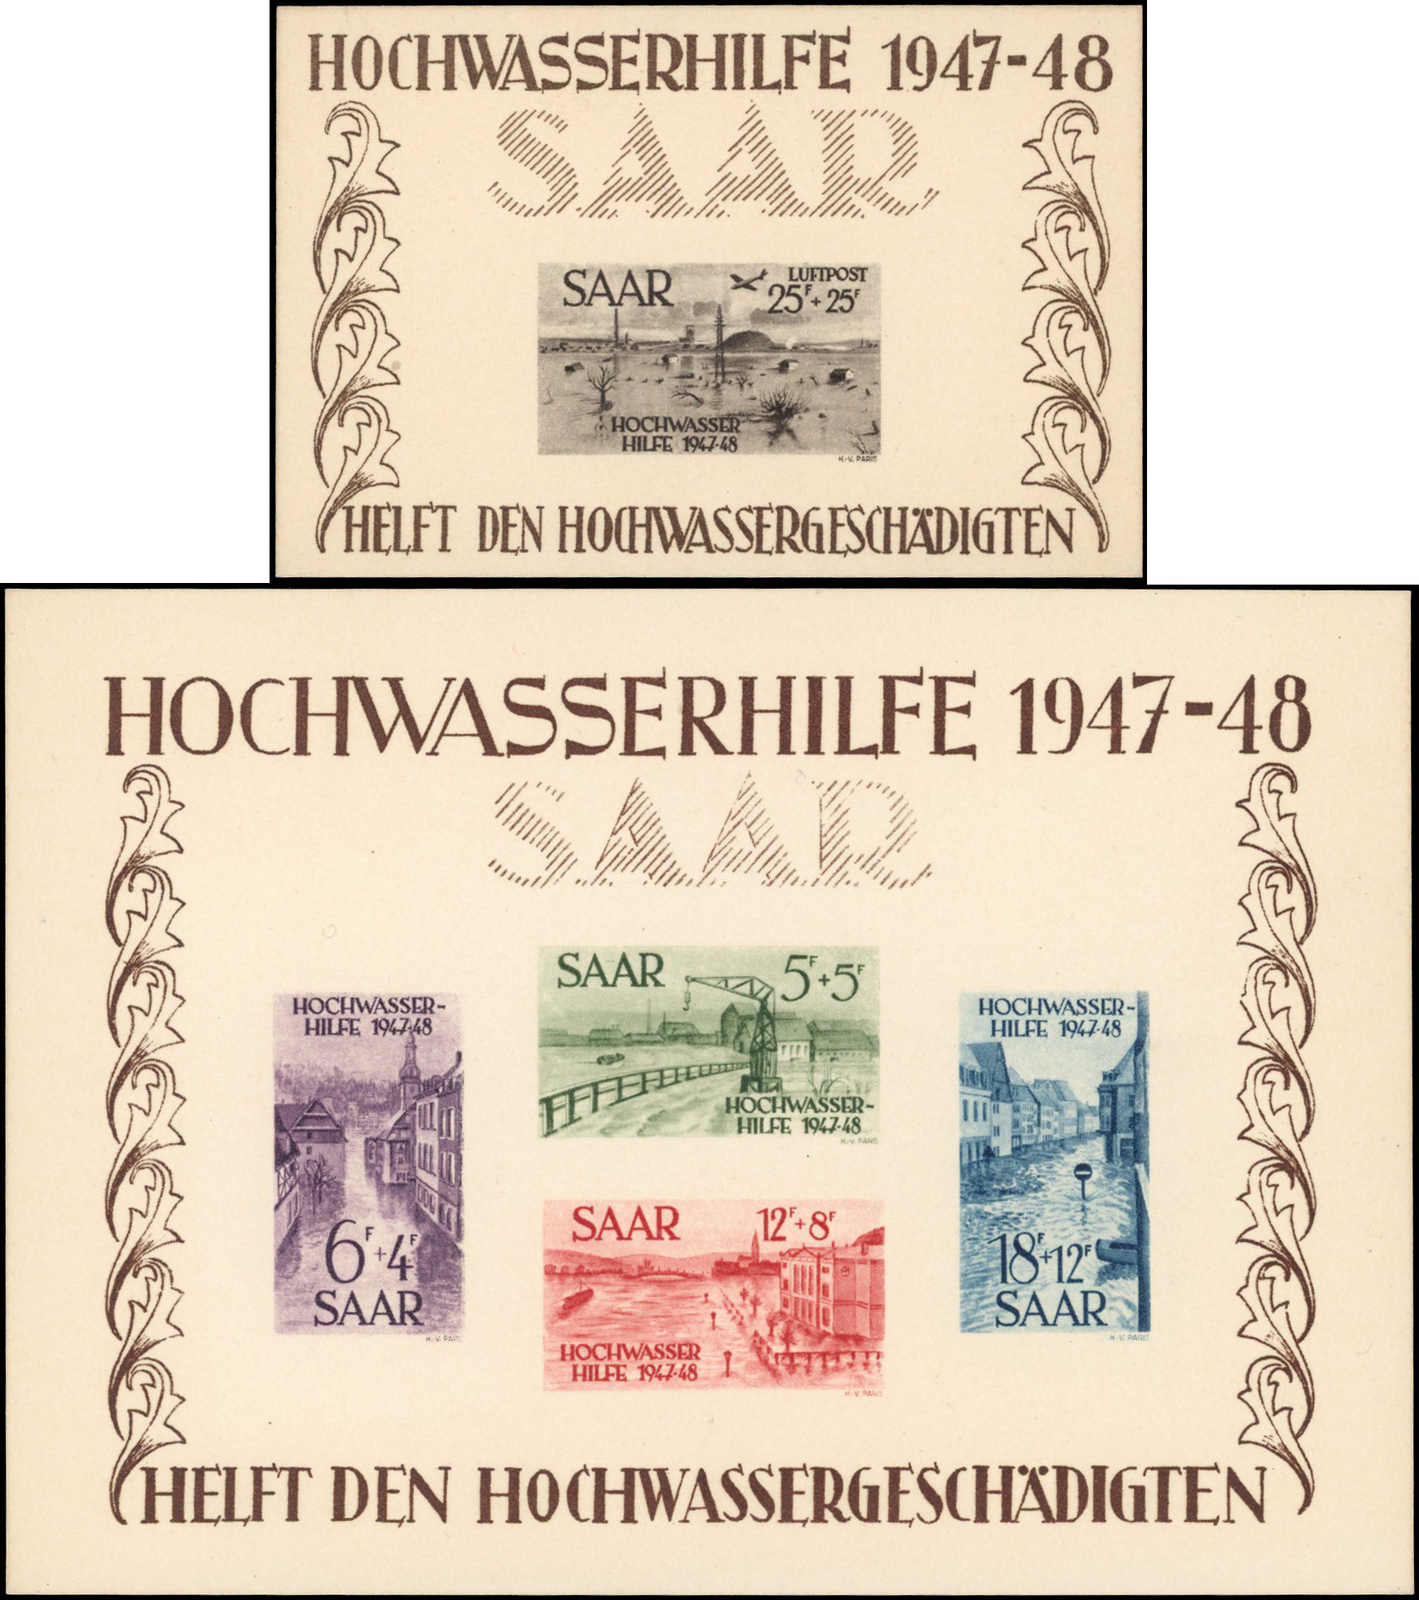 HOCHWASSERHILFE 1947-48
SAAR
SAAR
LUFTPOST
25F + 25F
HOCHWASSER
HILFE 1947-48
H.-V. PARIS
HELFT DEN HOCHWASSERGESCHÄDIGTEN
HOCHWASSERHILFE 1947-48
SAAR
SAAR
5F+5F
HOCHWASSER-
HILFE 1947-48
H.-V. PARIS
HOCHWASSER-
HILFE 1947-48
6F+4F
SAAR
H.-V. PARIS
HOCHWASSER-
HILFE 1947-48
18F+12F
SAAR
H.-V. PARIS
SAAR
12F+8F
HOCHWASSER
HILFE 1947-48
H.-V. PARIS
HELFT DEN HOCHWASSERGESCHÄDIGTEN